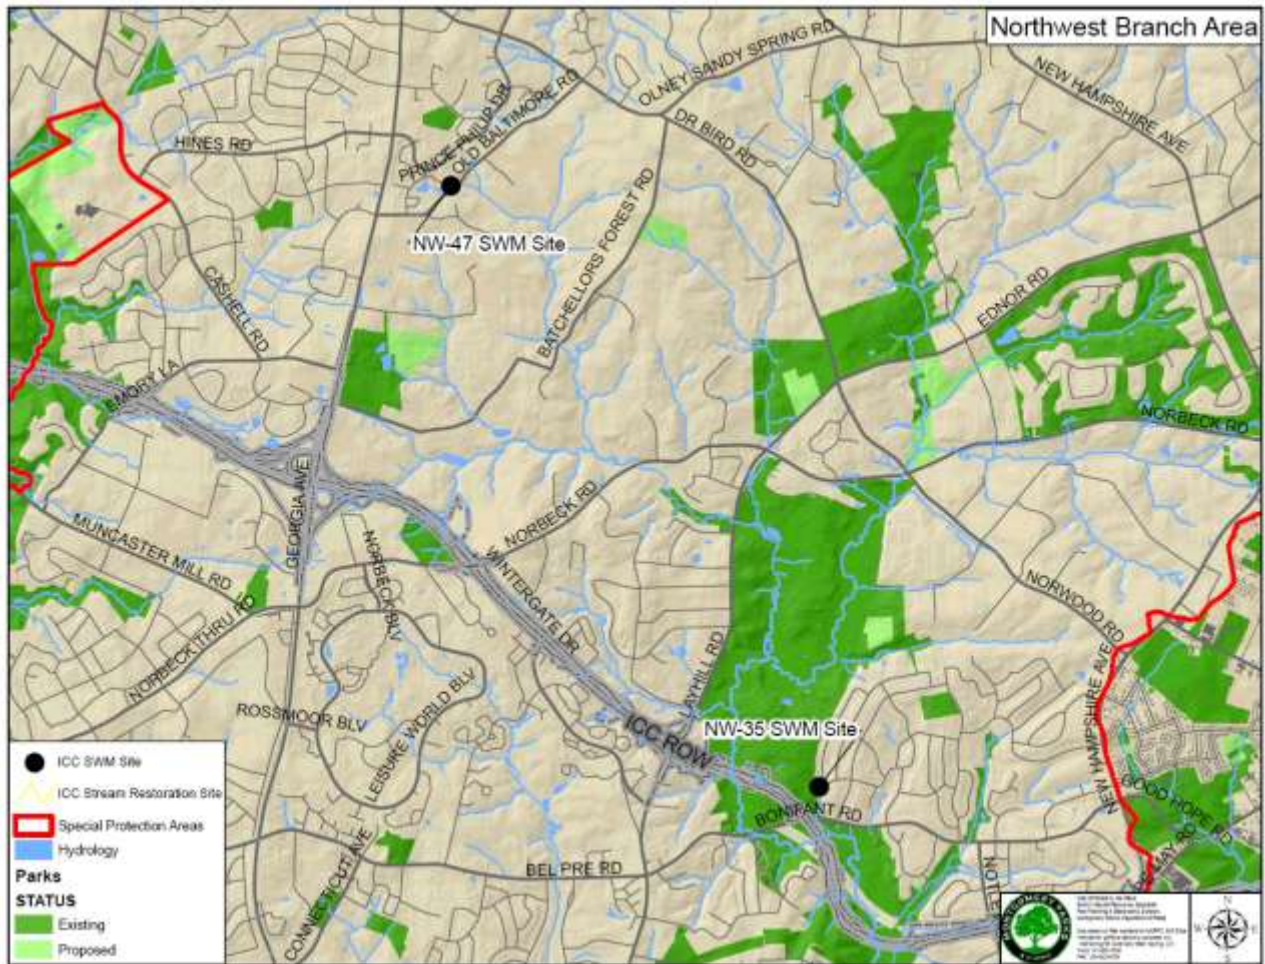 Northwest Branch Area
OLNEY SANDY SPRING RD
NEW HAMPSHIRE AVE
PRINCE PHILIP DR
OLD BALTIMORE RD
DR BIRD RD
HINES RD
NW-47 SWM Site
BATCHELLORS FOREST RD
CASHELL RD
EDNOR RD
EMORY LA
NORBECK RD
GEORGIA AVE
NORBECK RD
MUNCASTER MILL RD
NORBECK BLV
WINTERGATE DR
NORWOOD RD
NORBECK THRU RD
LAYHILL RD
NEW HAMPSHIRE AVE
ROSSMOOR BLV
LEISURE WORLD BLV
ICC ROW
NW-35 SWM Site
GOOD HOPE RD
BONIFANT RD
BEL PRE RD
CONNECTICUT AVE
MAY RD
ICC SWM Site
ICC Stream Restoration Site
Special Protection Areas
Hydrology
Parks
STATUS
Existing
Proposed
MONTGOMERY PARKS
N
W
E
S